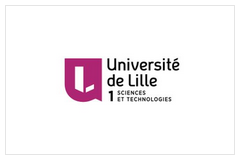 Université
de Lille
1 SCIENCES
ET TECHNOLOGIES